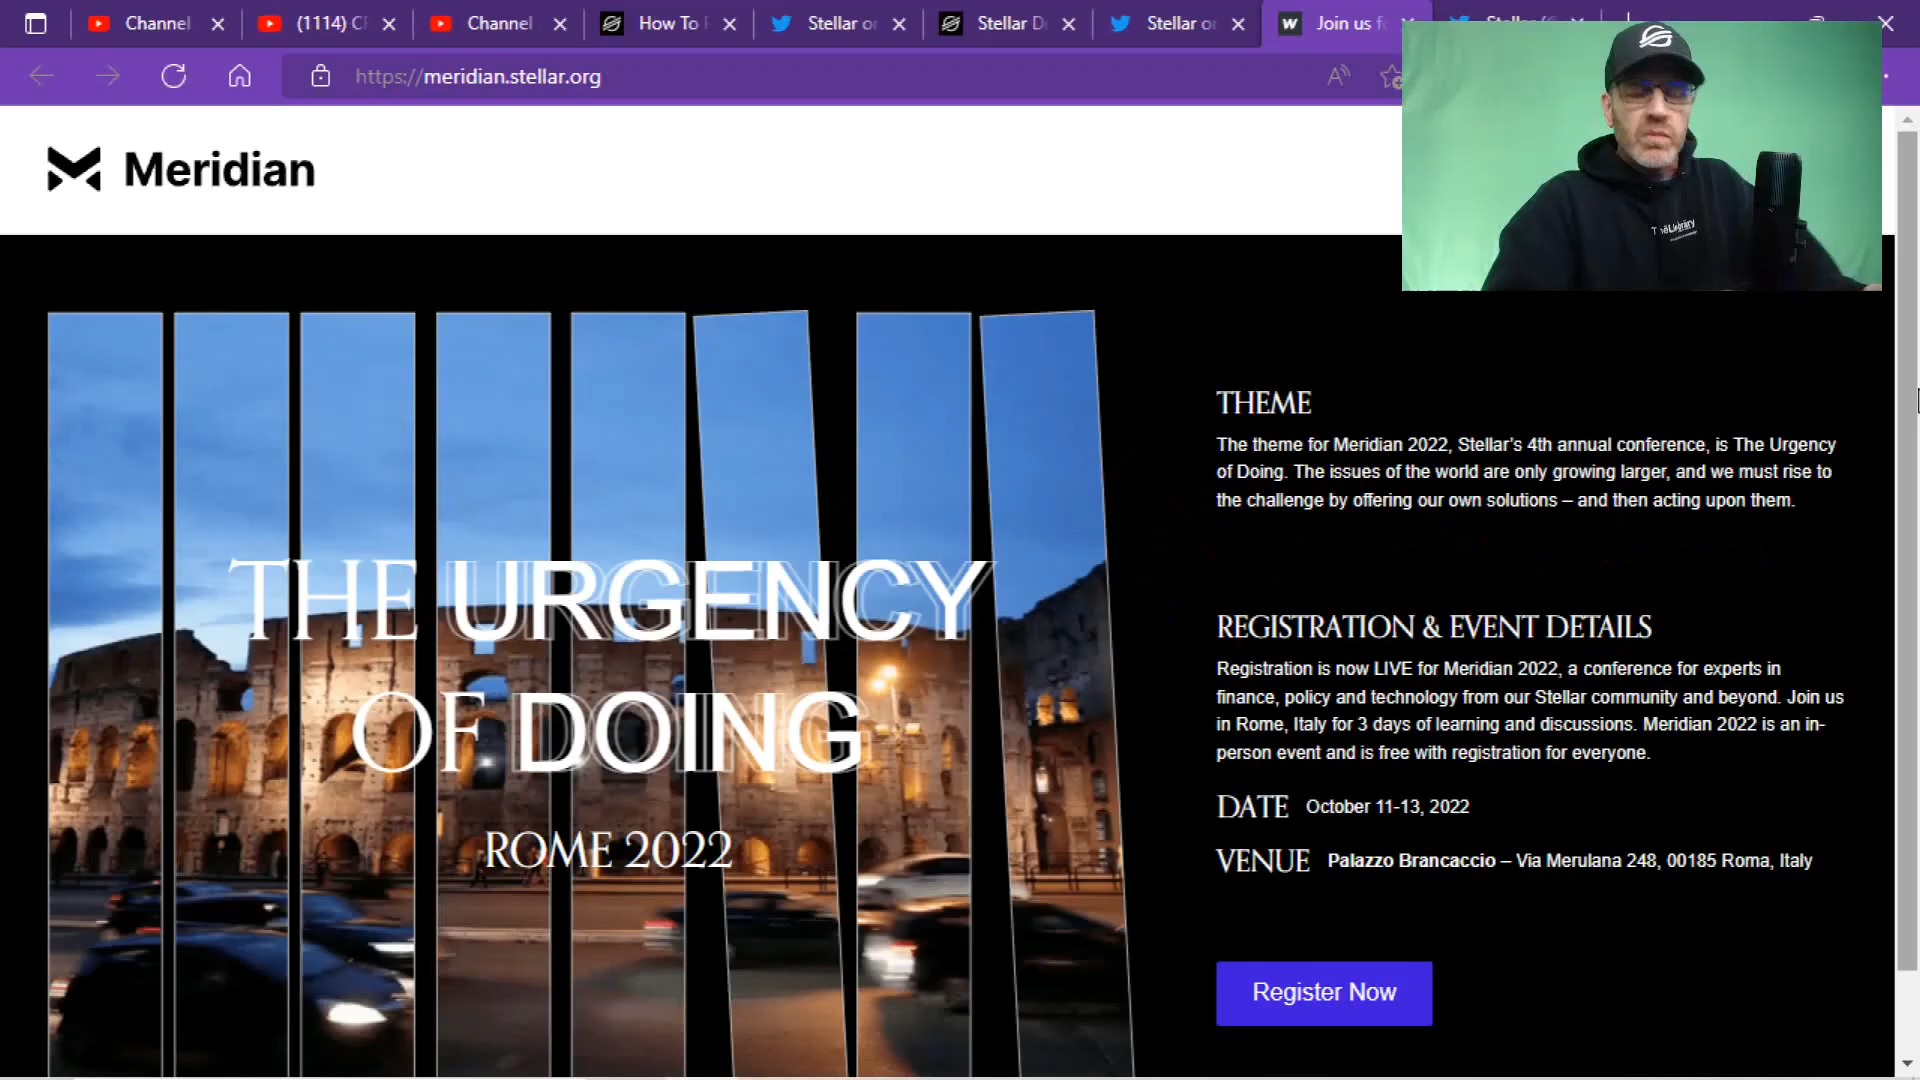 Channel
(1114) C
Channel
How To
Stellar o
Stellar D
Stellar o
Join us f
https://meridian.stellar.org
Meridian
THE URGENCY
OF DOING
ROME 2022
THEME
The theme for Meridian 2022, Stellar's 4th annual conference, is The Urgency
of Doing. The issues of the world are only growing larger, and we must rise to
the challenge by offering our own solutions – and then acting upon them.
REGISTRATION & EVENT DETAILS
Registration is now LIVE for Meridian 2022, a conference for experts in
finance, policy and technology from our Stellar community and beyond. Join us
in Rome, Italy for 3 days of learning and discussions. Meridian 2022 is an in-
person event and is free with registration for everyone.
DATE October 11-13, 2022
VENUE Palazzo Brancaccio – Via Merulana 248, 00185 Roma, Italy
Register Now